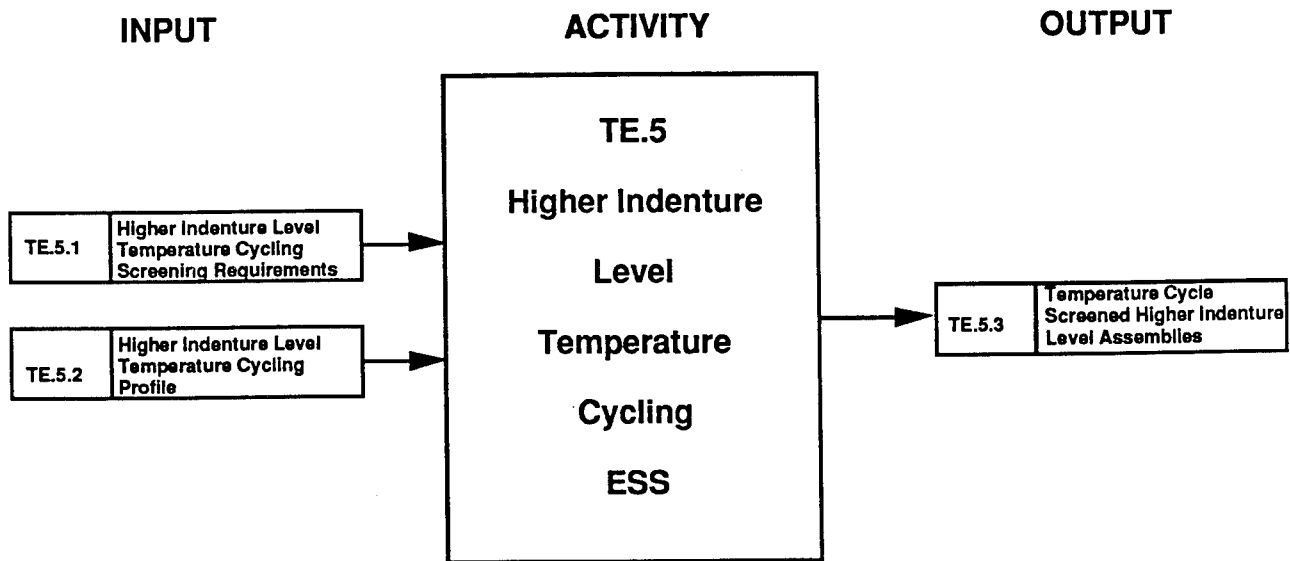 INPUT
ACTIVITY
OUTPUT
TE.5
Higher Indenture
Level
Temperature
Cycling
ESS
TE.5.1
Higher Indenture Level
Temperature Cycling
Screening Requirements
TE.5.2
Higher Indenture Level
Temperature Cycling
Profile
TE.5.3
Temperature Cycle
Screened Higher Indenture
Level Assemblies